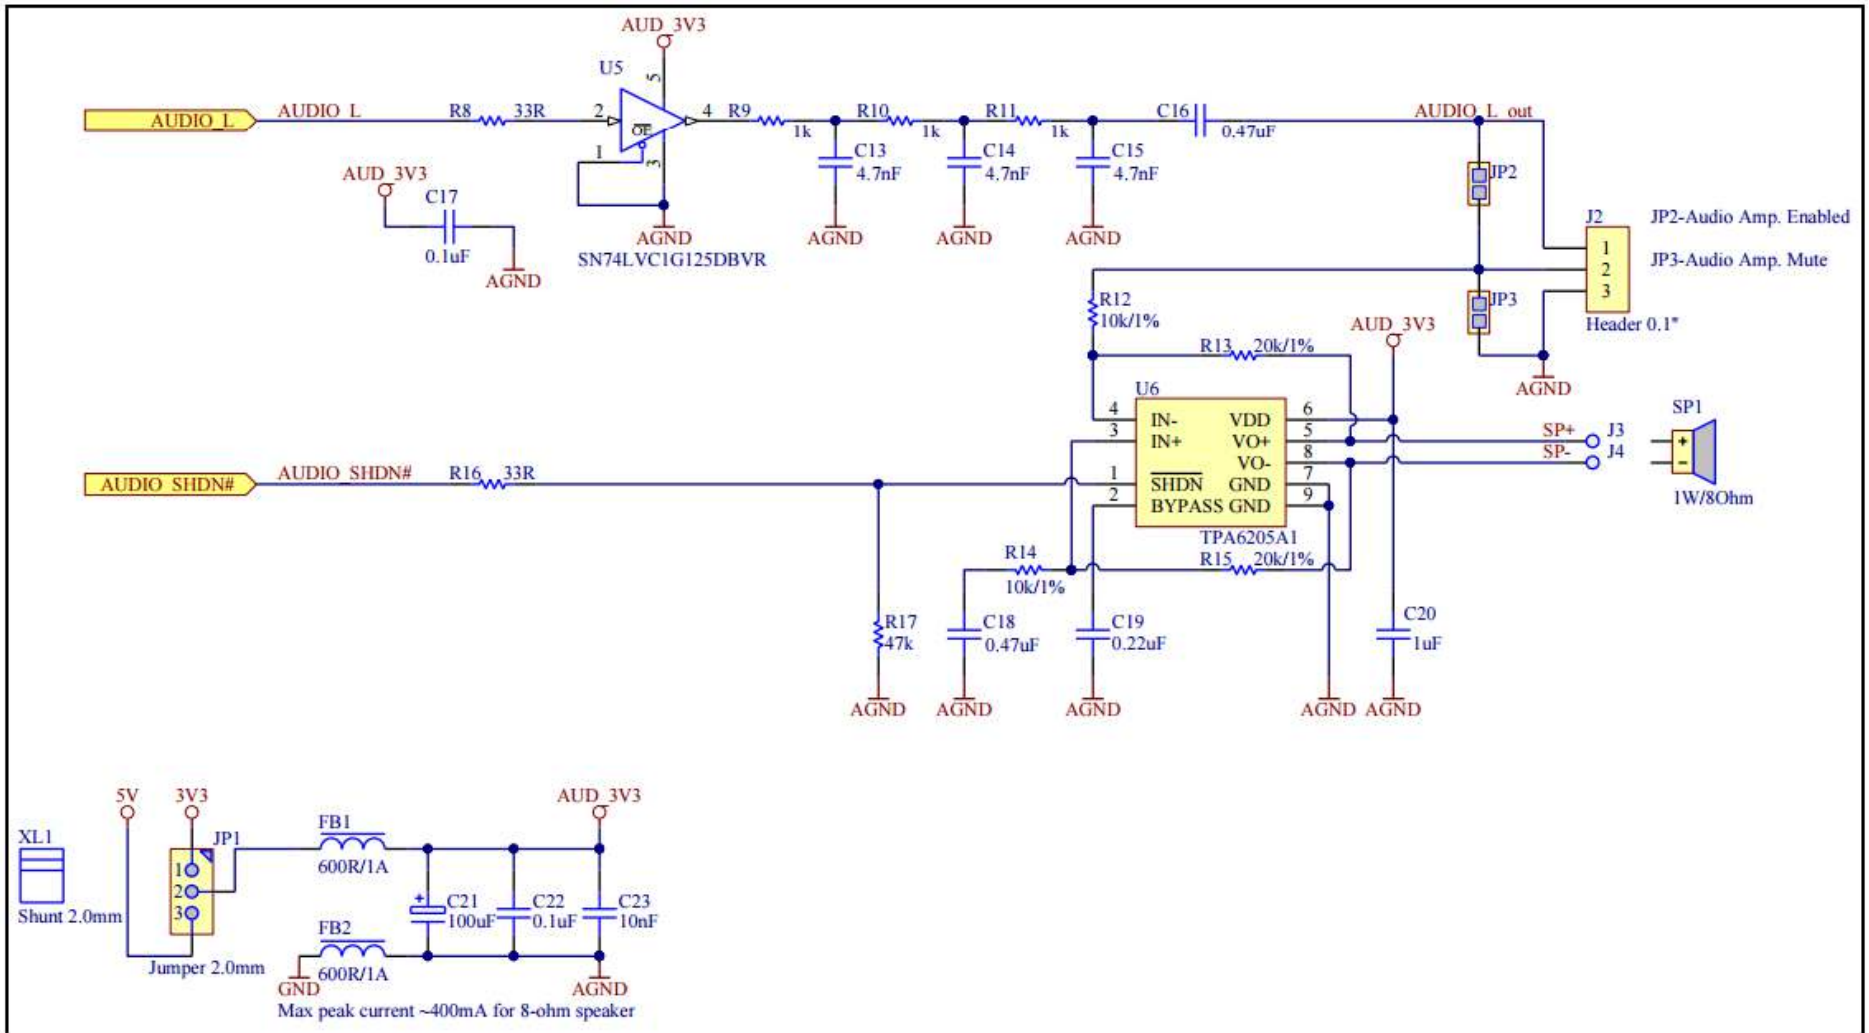 AUD_3V3
U5
5
AUDIO_L
AUDIO_L
R8 33R
2
OE
4
R9
1k
R10
1k
R11
1k
C16
0.47uF
AUDIO_L_out
1
3
C13
4.7nF
C14
4.7nF
C15
4.7nF
AUD_3V3
C17
0.1uF
AGND
AGND
SN74LVC1G125DBVR
AGND
AGND
AGND
JP2
J2
JP2-Audio Amp. Enabled
1
2
3
JP3-Audio Amp. Mute
JP3
Header 0.1"
R12
10k/1%
AUD_3V3
R13 20k/1%
AGND
U6
4 IN- VDD 6
3 IN+ VO+ 5
VO- 8
1 SHDN GND 7
2 BYPASS GND 9
TPA6205A1
SP+ J3
SP- J4
SP1
+
-
1W/8Ohm
AUDIO_SHDN#
AUDIO_SHDN#
R16 33R
R14
10k/1%
R15 20k/1%
R17
47k
C18
0.47uF
C19
0.22uF
C20
1uF
AGND
AGND
AGND
AGND
AGND
5V
3V3
AUD_3V3
XL1
Shunt 2.0mm
JP1
1
2
3
Jumper 2.0mm
FB1
600R/1A
+
C21
100uF
C22
0.1uF
C23
10nF
FB2
600R/1A
GND
AGND
Max peak current ~400mA for 8-ohm speaker